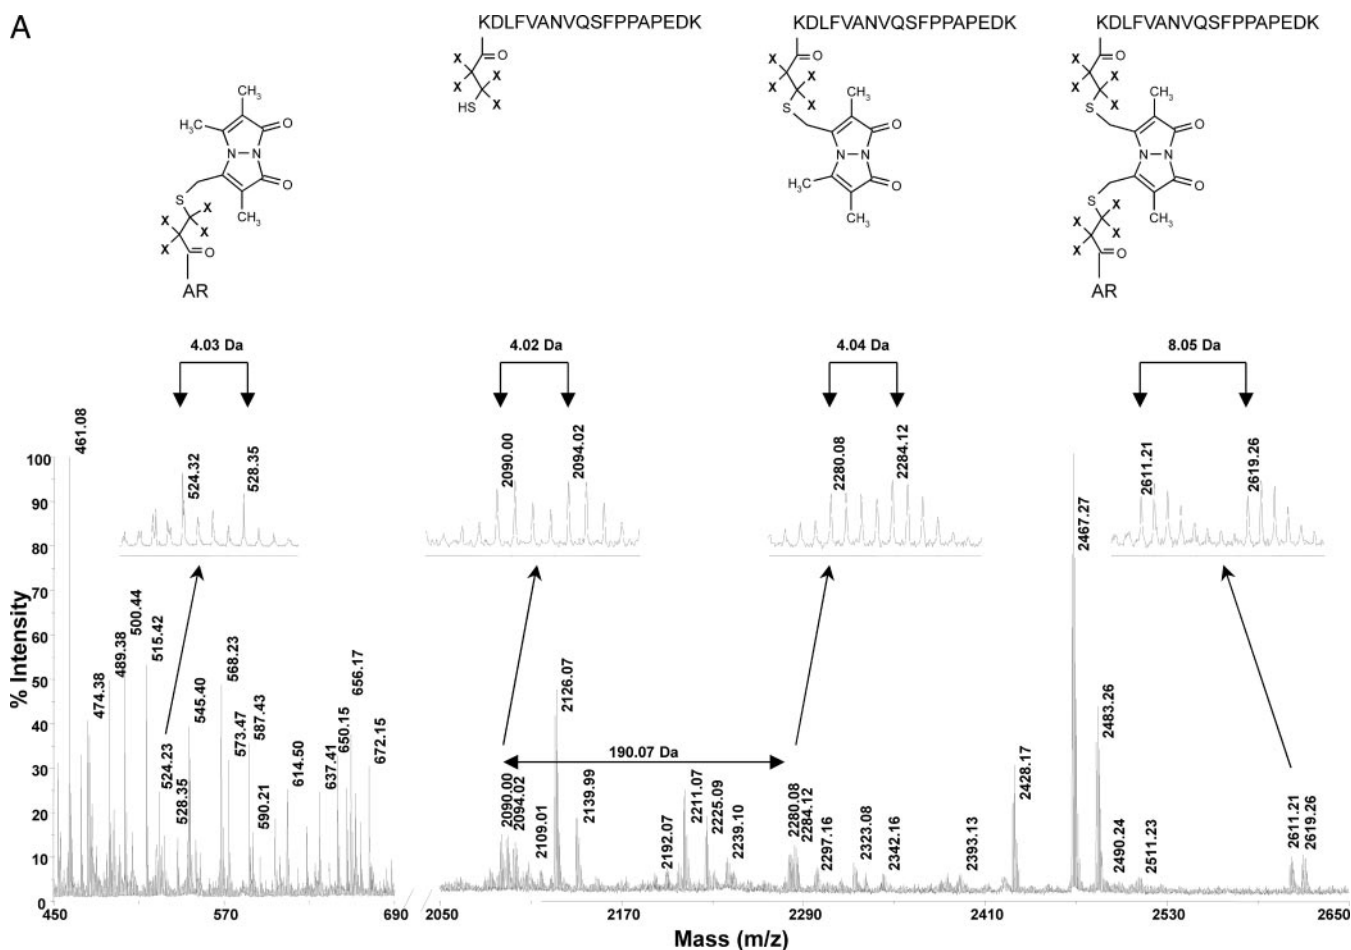 A
KDLFVANVQSFPPAPEDK
KDLFVANVQSFPPAPEDK
KDLFVANVQSFPPAPEDK
CH₃
H₃C
O
N N
O
S
CH₃
X
X
X
X
O
AR
O
X
X
X
X
HS
O
X
X
X
X
S
CH₃
O
N N
O
H₃C
CH₃
O
X
X
X
X
S
CH₃
O
N N
O
S
CH₃
X
X
X
X
O
AR
4.03 Da
4.02 Da
4.04 Da
8.05 Da
524.32
528.35
2090.00
2094.02
2280.08
2284.12
2611.21
2619.26
190.07 Da
461.08
474.38
489.38
500.44
515.42
524.23
528.35
545.40
568.23
573.47
587.43
590.21
614.50
637.41
650.15
656.17
672.15
2090.00
2094.02
2109.01
2126.07
2139.99
2192.07
2211.07
2225.09
2239.10
2280.08
2284.12
2297.16
2323.08
2342.16
2393.13
2428.17
2467.27
2483.26
2490.24
2511.23
2611.21
2619.26
% Intensity
100
90
80
70
60
50
40
30
20
10
0
450
570
690
2050
2170
2290
2410
2530
2650
Mass (m/z)